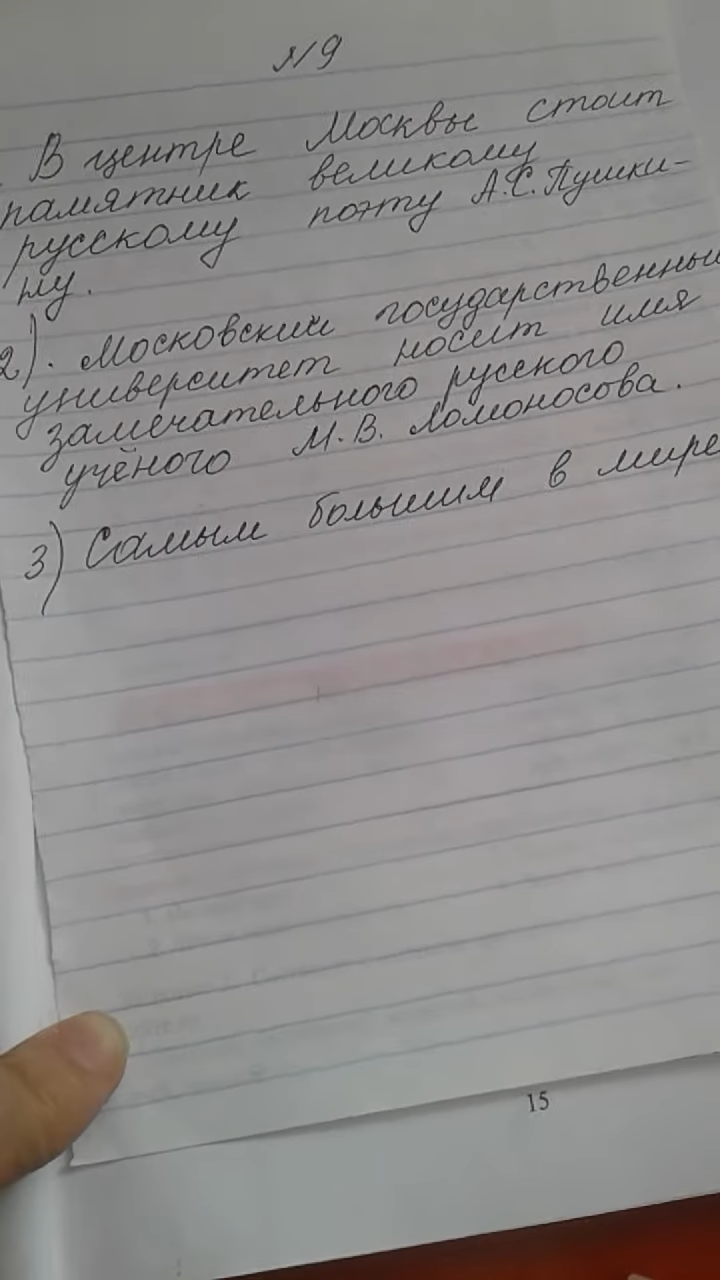 №9
В центре Москвы стоит
памятник великому
русскому поэту А.С.Пушки-
ну.
2). Московский государственный
университет носит имя
замечательного русского
учёного М.В. Ломоносова.
3) Самым большим в мире
15